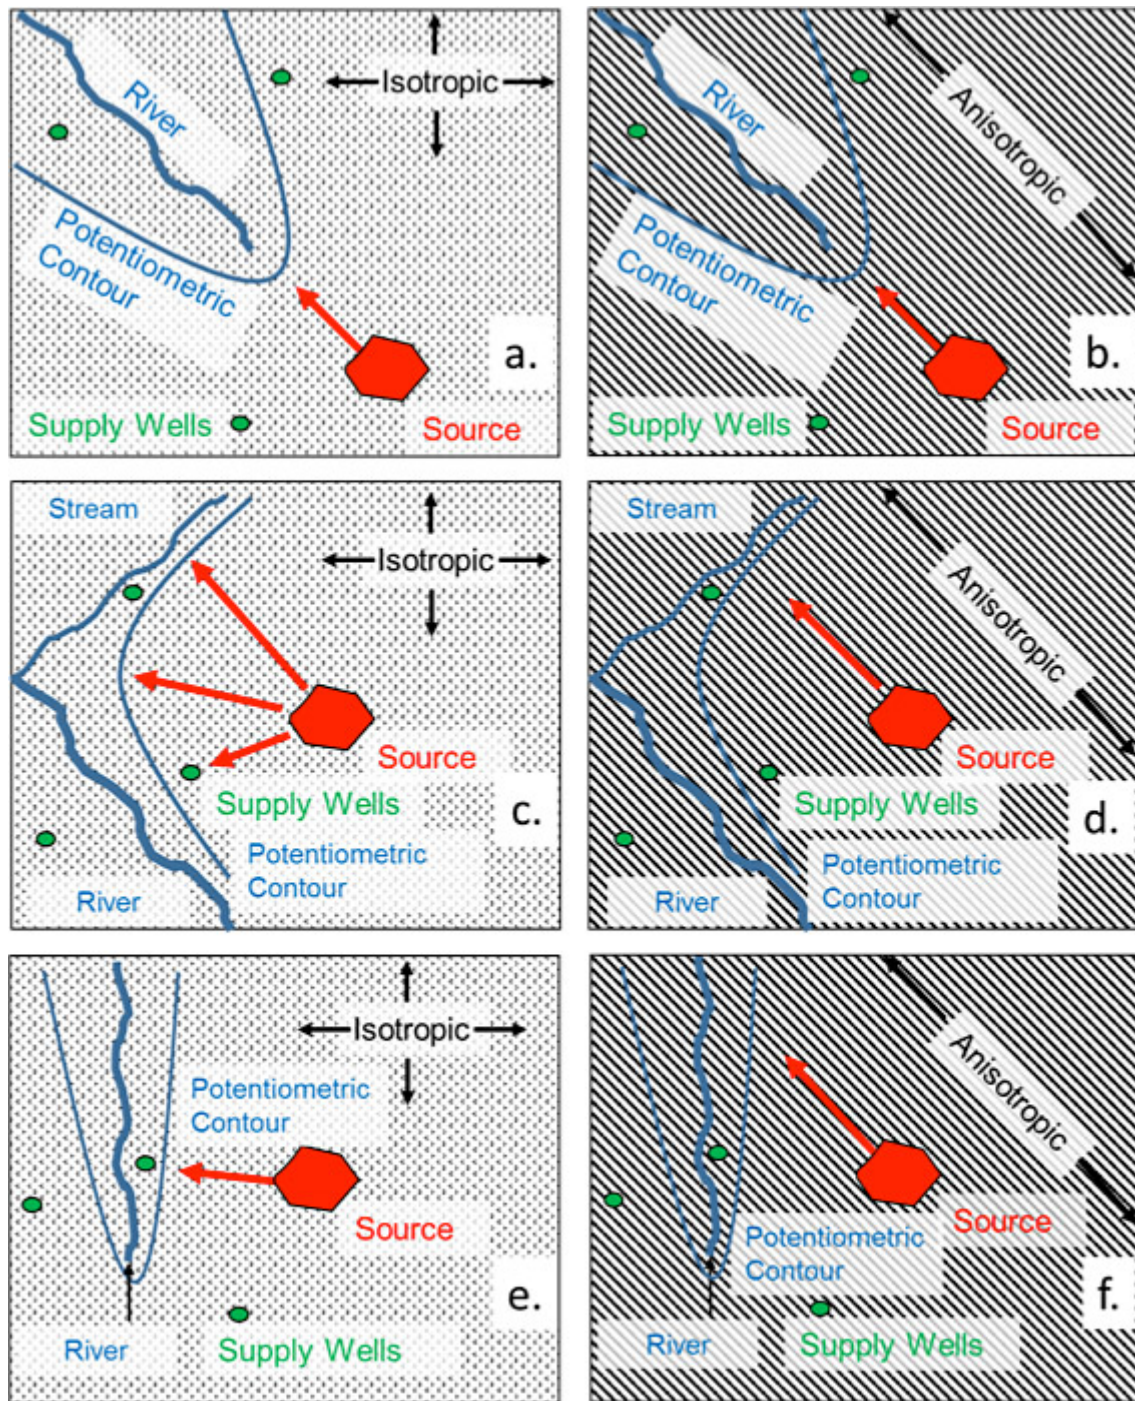 River
Isotropic
Potentiometric
Contour
a.
Supply Wells
Source
River
Anisotropic
Potentiometric
Contour
b.
Supply Wells
Source
Stream
Isotropic
Source
Supply Wells
c.
Potentiometric
Contour
River
Stream
Anisotropic
Source
Supply Wells
d.
Potentiometric
Contour
River
Isotropic
Potentiometric
Contour
Source
e.
River
Supply Wells
Anisotropic
Source
Potentiometric
Contour
f.
River
Supply Wells